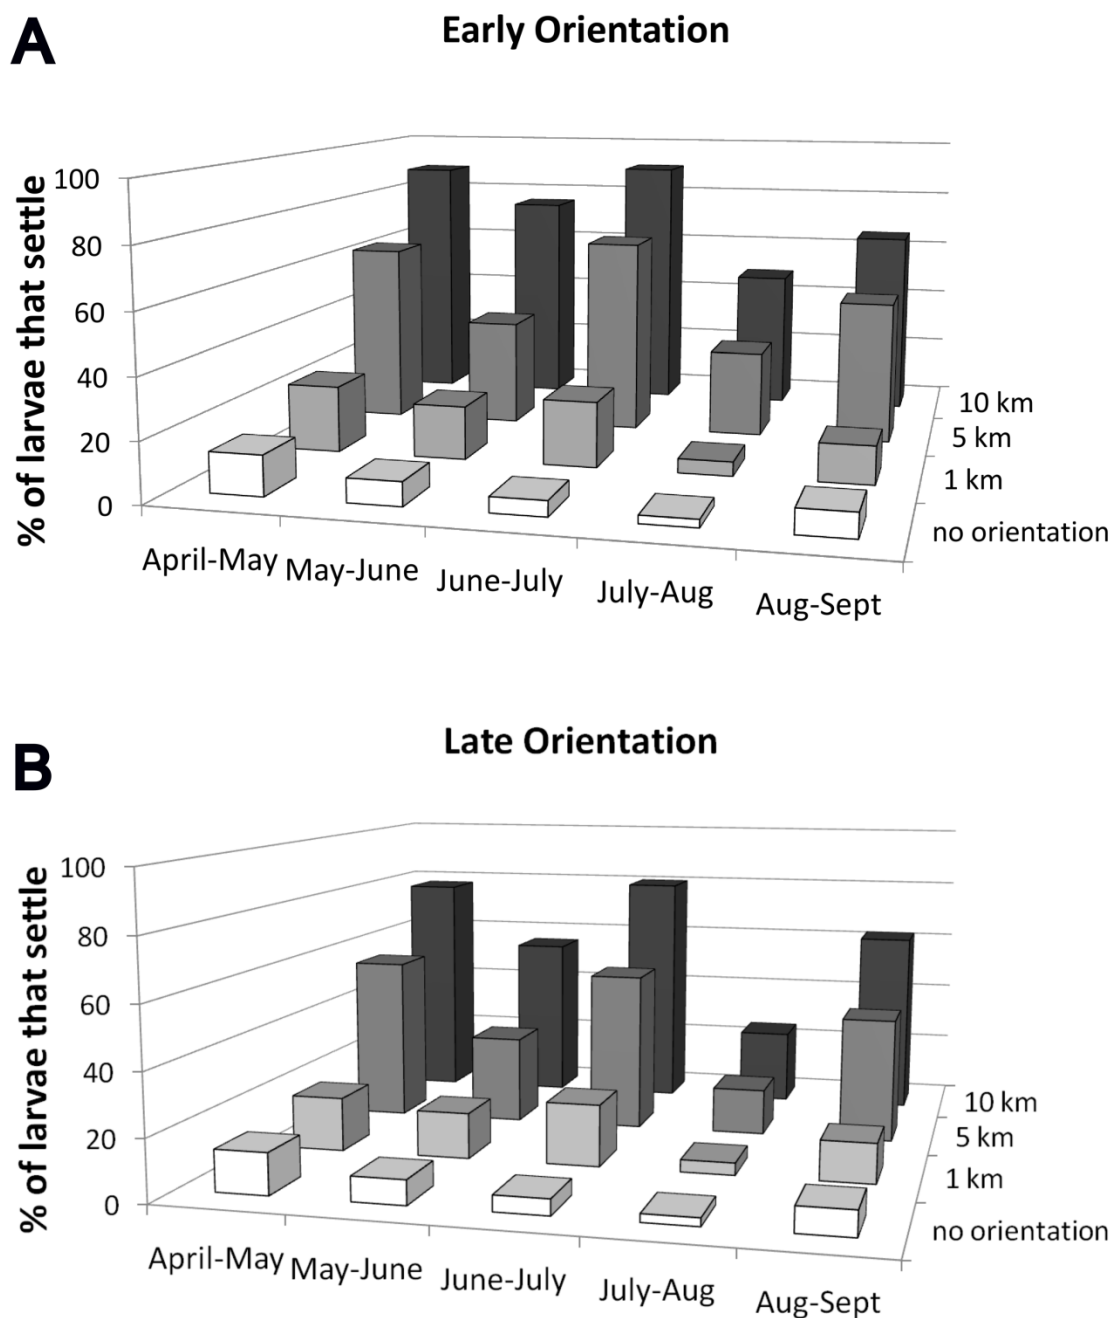 A
Early Orientation
% of larvae that settle
100
80
60
40
20
0
10 km
5 km
1 km
no orientation
April-May
May-June
June-July
July-Aug
Aug-Sept
B
Late Orientation
% of larvae that settle
100
80
60
40
20
0
10 km
5 km
1 km
no orientation
April-May
May-June
June-July
July-Aug
Aug-Sept